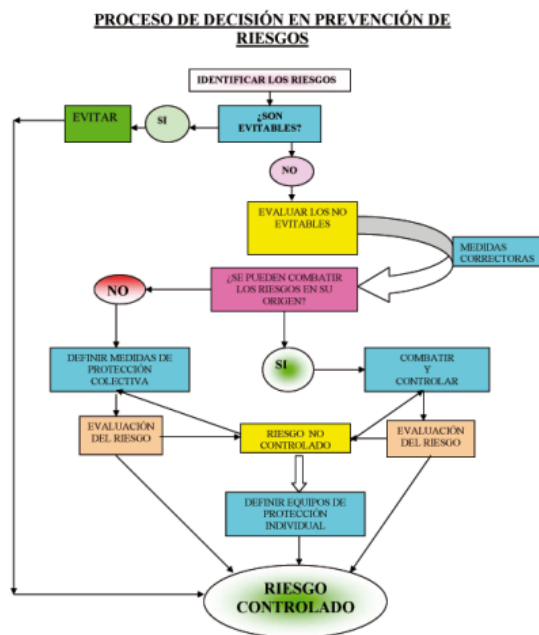 PROCESO DE DECISIÓN EN PREVENCIÓN DE
RIESGOS
IDENTIFICAR LOS RIESGOS
EVITAR
SI
¿SON
EVITABLES?
NO
EVALUAR LOS NO
EVITABLES
MEDIDAS
CORRECTORAS
¿SE PUEDEN COMBATIR
LOS RIESGOS EN SU
ORIGEN?
NO
DEFINIR MEDIDAS DE
PROTECCIÓN
COLECTIVA
SI
COMBATIR
Y
CONTROLAR
EVALUACIÓN
DEL RIESGO
RIESGO NO
CONTROLADO
EVALUACIÓN
DEL RIESGO
DEFINIR EQUIPOS DE
PROTECCIÓN
INDIVIDUAL
RIESGO
CONTROLADO